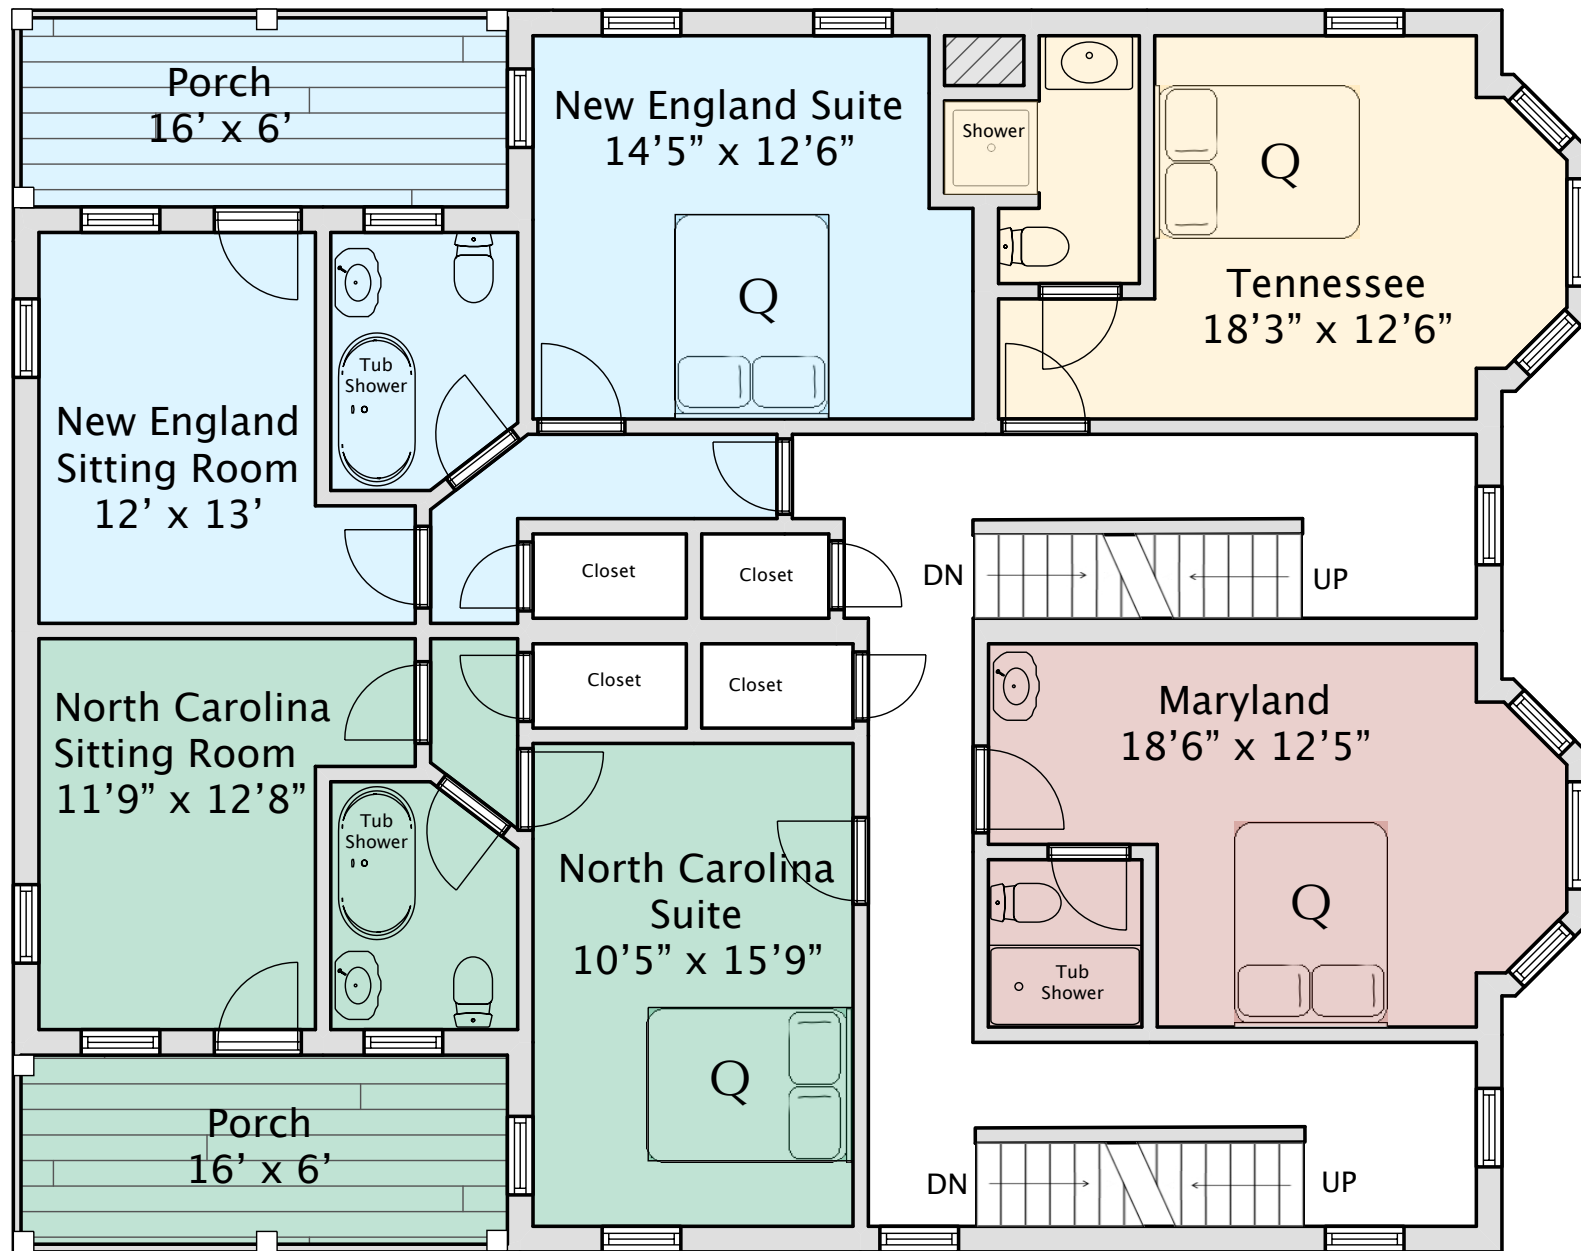 Porch
16’ x 6’
New England Suite
14’5” x 12’6”
Q
Shower
Q
Tennessee
18’3” x 12’6”
Tub
Shower
New England
Sitting Room
12’ x 13’
Closet
Closet
DN
UP
Closet
Closet
North Carolina
Sitting Room
11’9” x 12’8”
Tub
Shower
Maryland
18’6” x 12’5”
Q
Tub
Shower
North Carolina
Suite
10’5” x 15’9”
Q
Porch
16’ x 6’
DN
UP